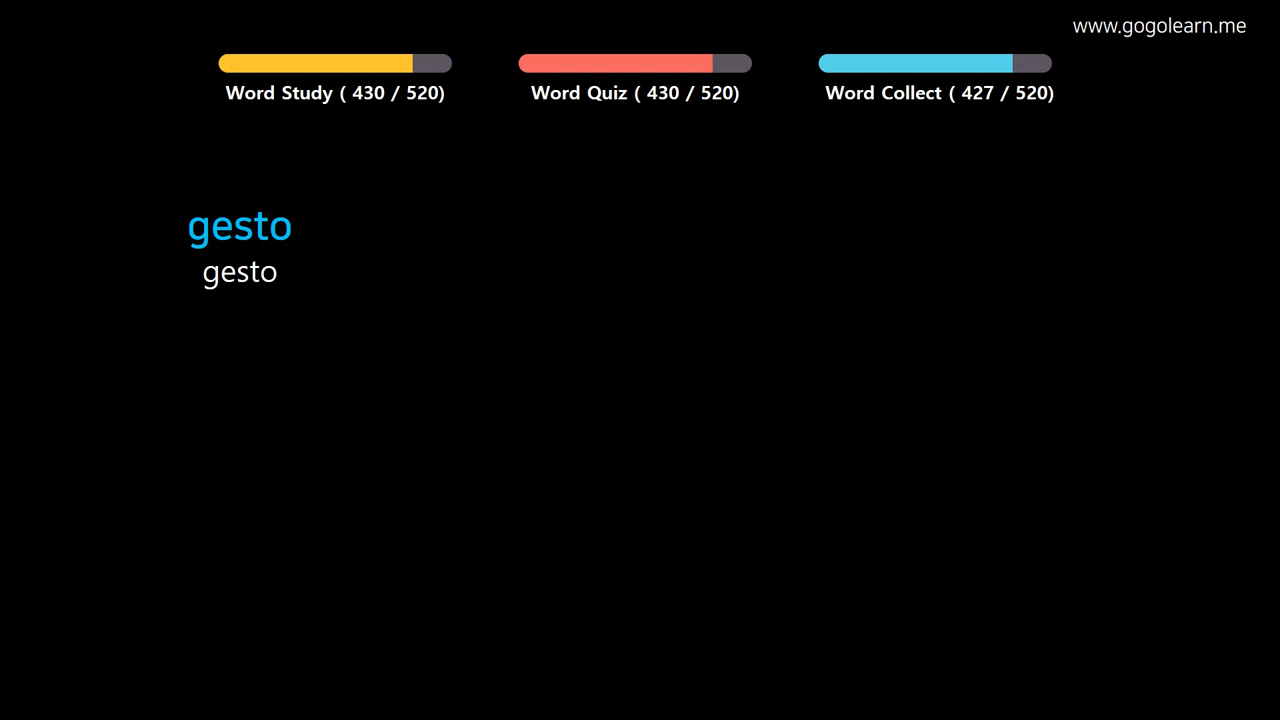 www.gogolearn.me
Word Study ( 430 / 520)
Word Quiz ( 430 / 520)
Word Collect ( 427 / 520)
gesto
gesto